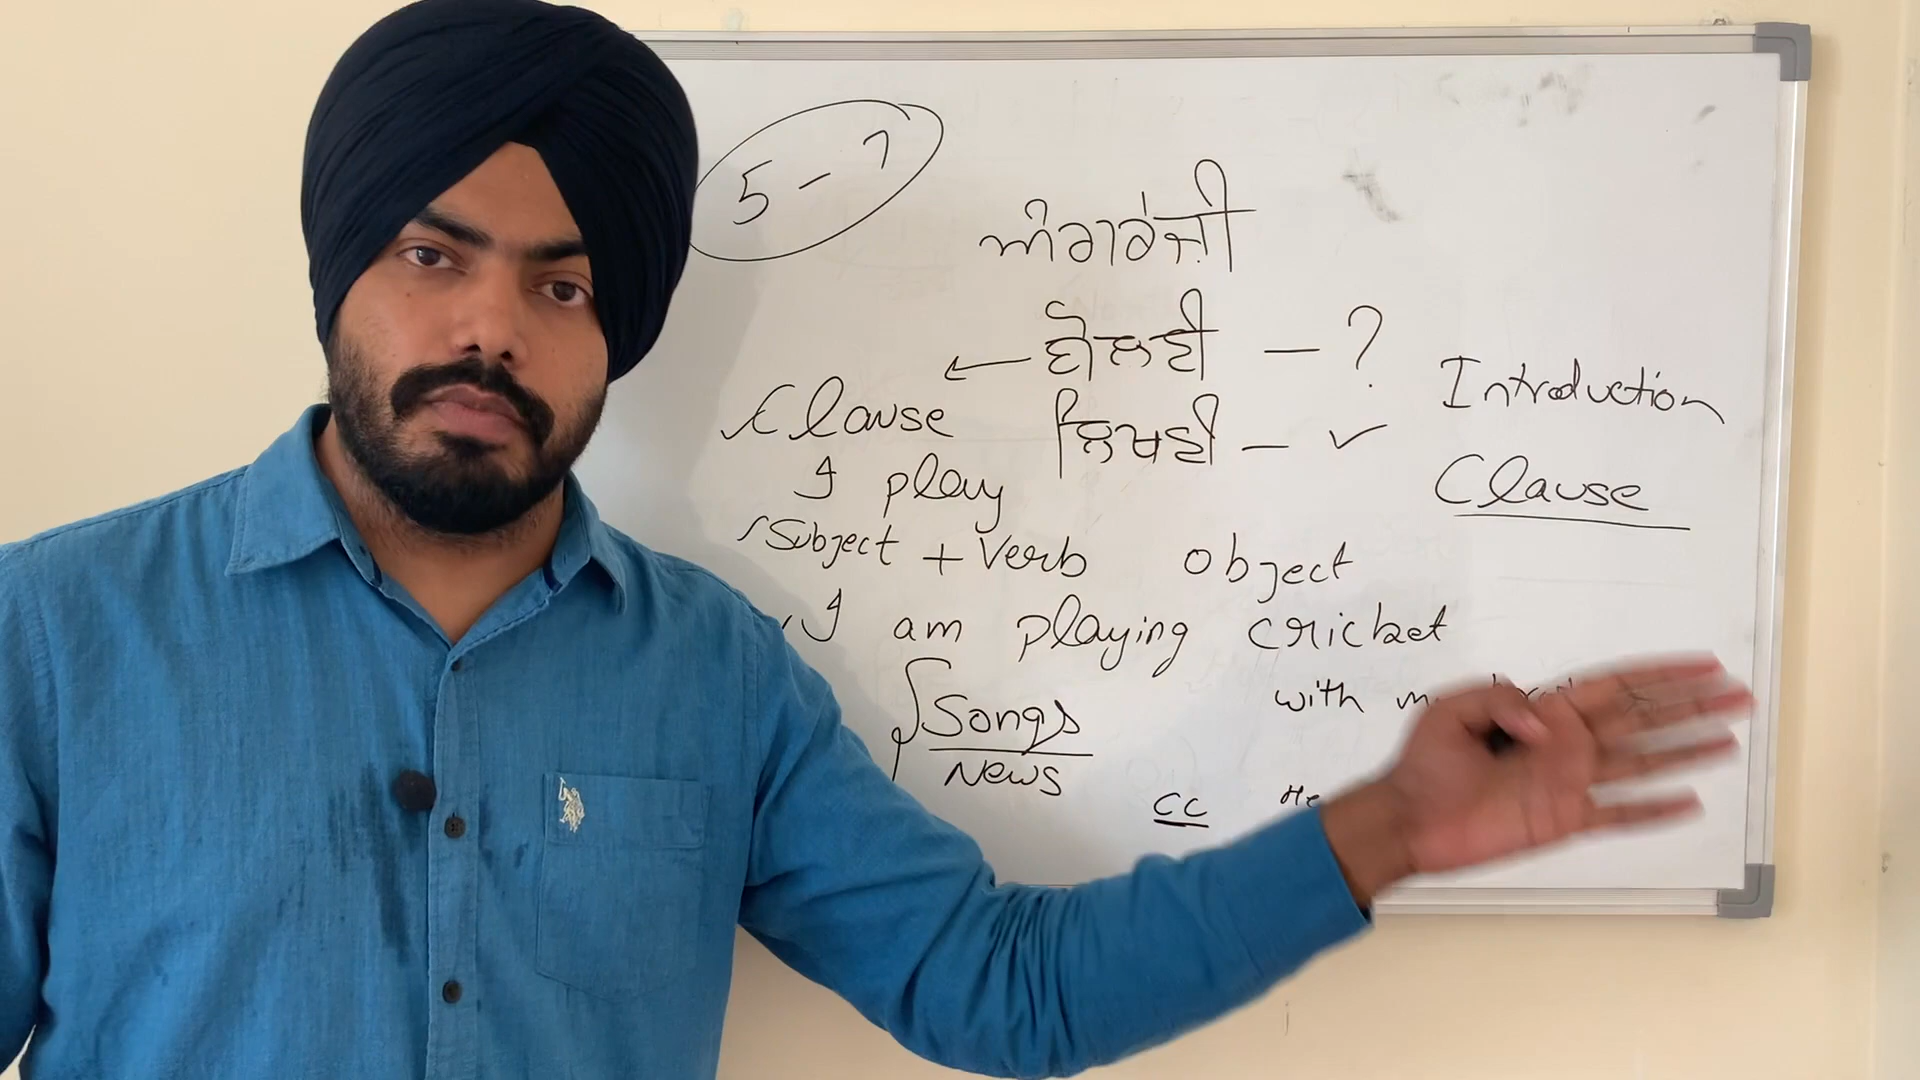 5 - 7
ਅੰਗਰੇਜ਼ੀ
ਬੋਲਣੀ - ?
ਲਿਖਣੀ - ✓
Introduction
Clause
Clause
I play
Subject + Verb object
I am playing cricket
with
Songs
News
CC He